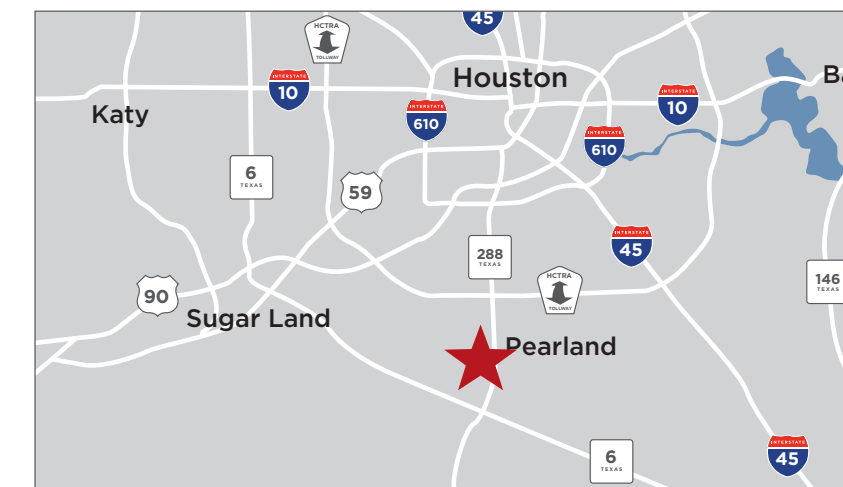 45
HCTRA
TOLLWAY
Houston
INTERSTATE
10
INTERSTATE
10
Ba
Katy
INTERSTATE
610
INTERSTATE
610
6
TEXAS
59
INTERSTATE
45
288
TEXAS
HCTRA
TOLLWAY
146
TEXAS
90
Sugar Land
Pearland
6
TEXAS
INTERSTATE
45